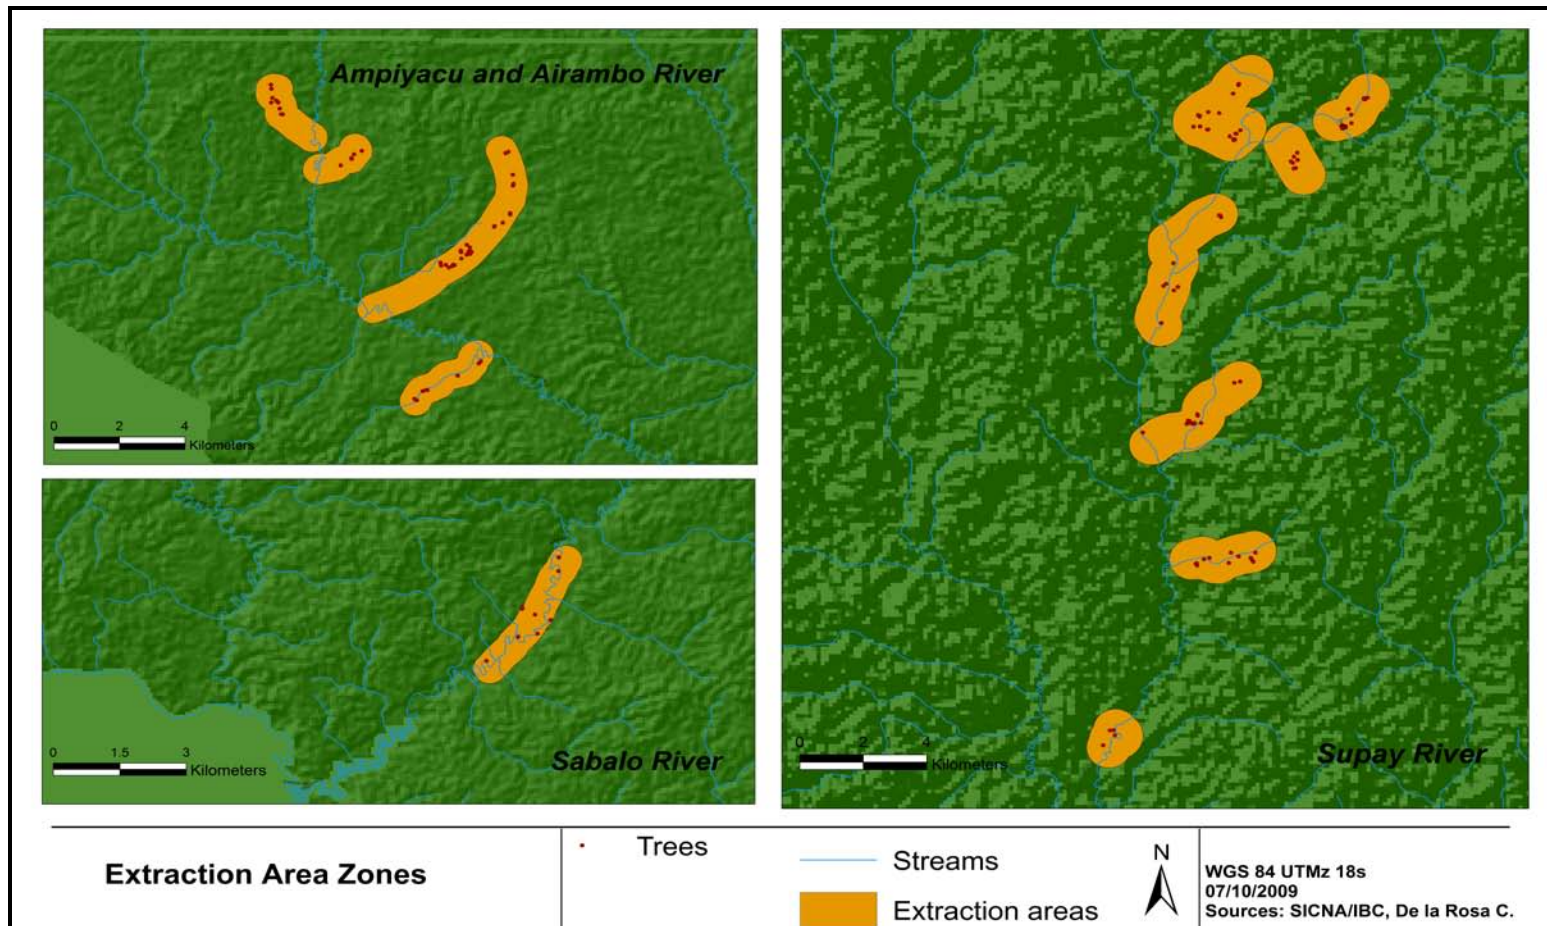 Ampiyacu and Airambo River
0 2 4
Kilometers
Sabalo River
0 1.5 3
Kilometers
Supay River
0 2 4
Kilometers
Extraction Area Zones
Trees
Streams
Extraction areas
N
WGS 84 UTMz 18s
07/10/2009
Sources: SICNA/IBC, De la Rosa C.